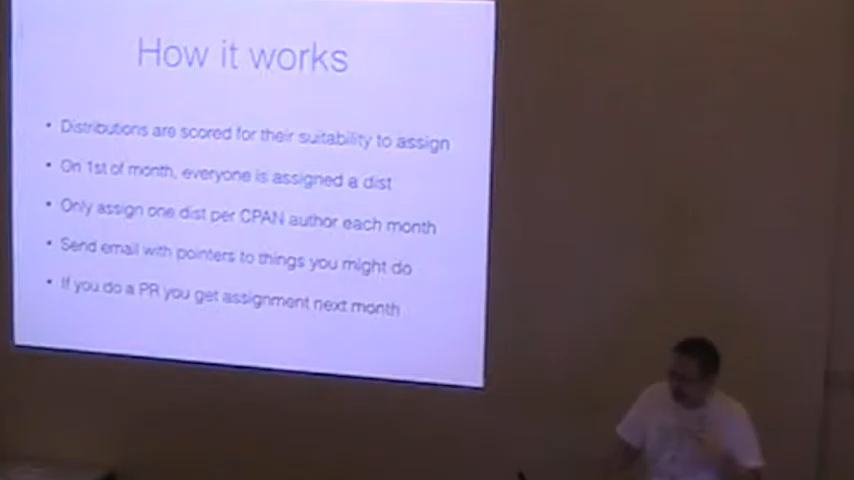 How it works
• Distributions are scored for their suitability to assign
• On 1st of month, everyone is assigned a dist
• Only assign one dist per CPAN author each month
• Send email with pointers to things you might do
• If you do a PR you get assignment next month